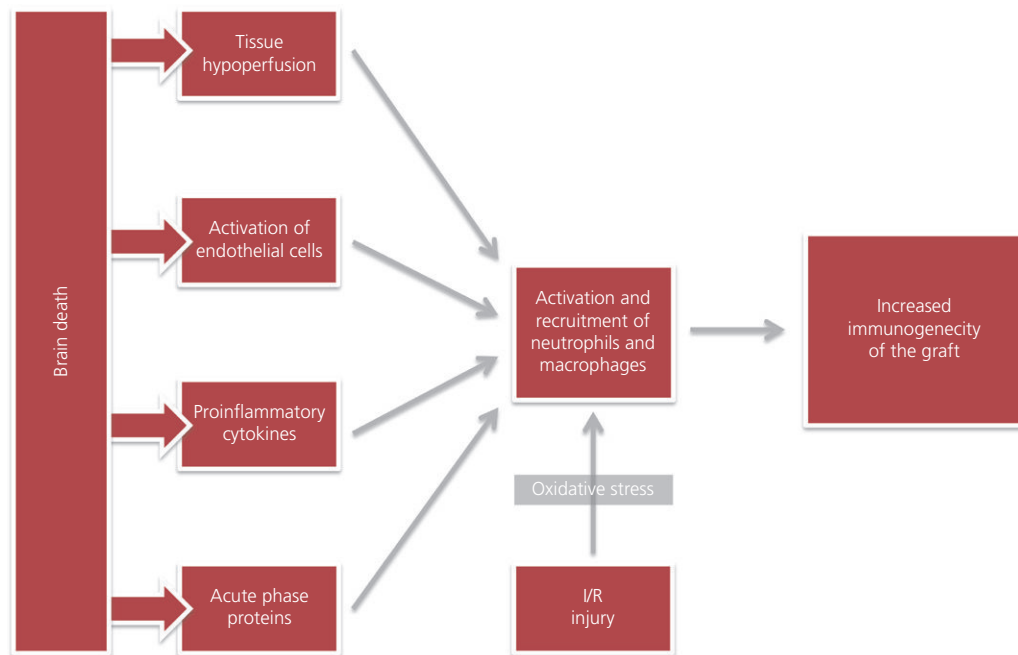 Brain death
Tissue
hypoperfusion
Activation of
endothelial cells
Proinflammatory
cytokines
Acute phase
proteins
Activation and
recruitment of
neutrophils and
macrophages
Oxidative stress
I/R
injury
Increased
immunogenecity
of the graft